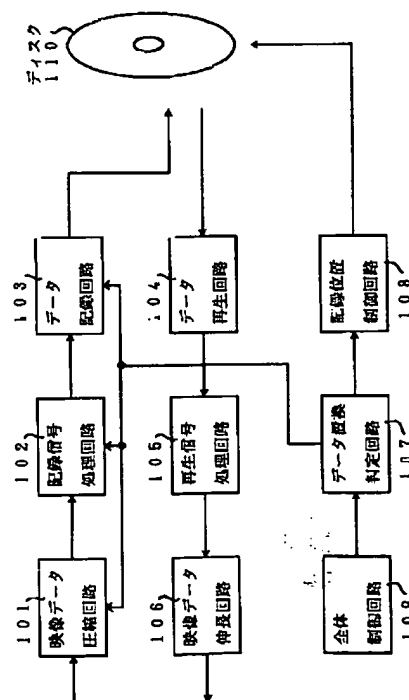 101
映像データ
圧縮回路
102
記録信号
処理回路
103
データ
記録回路
ディスク
110
106
映像データ
伸長回路
105
再生信号
処理回路
104
データ
再生回路
全体
制御回路
109
データ置換
判定回路
107
記録位置
制御回路
108